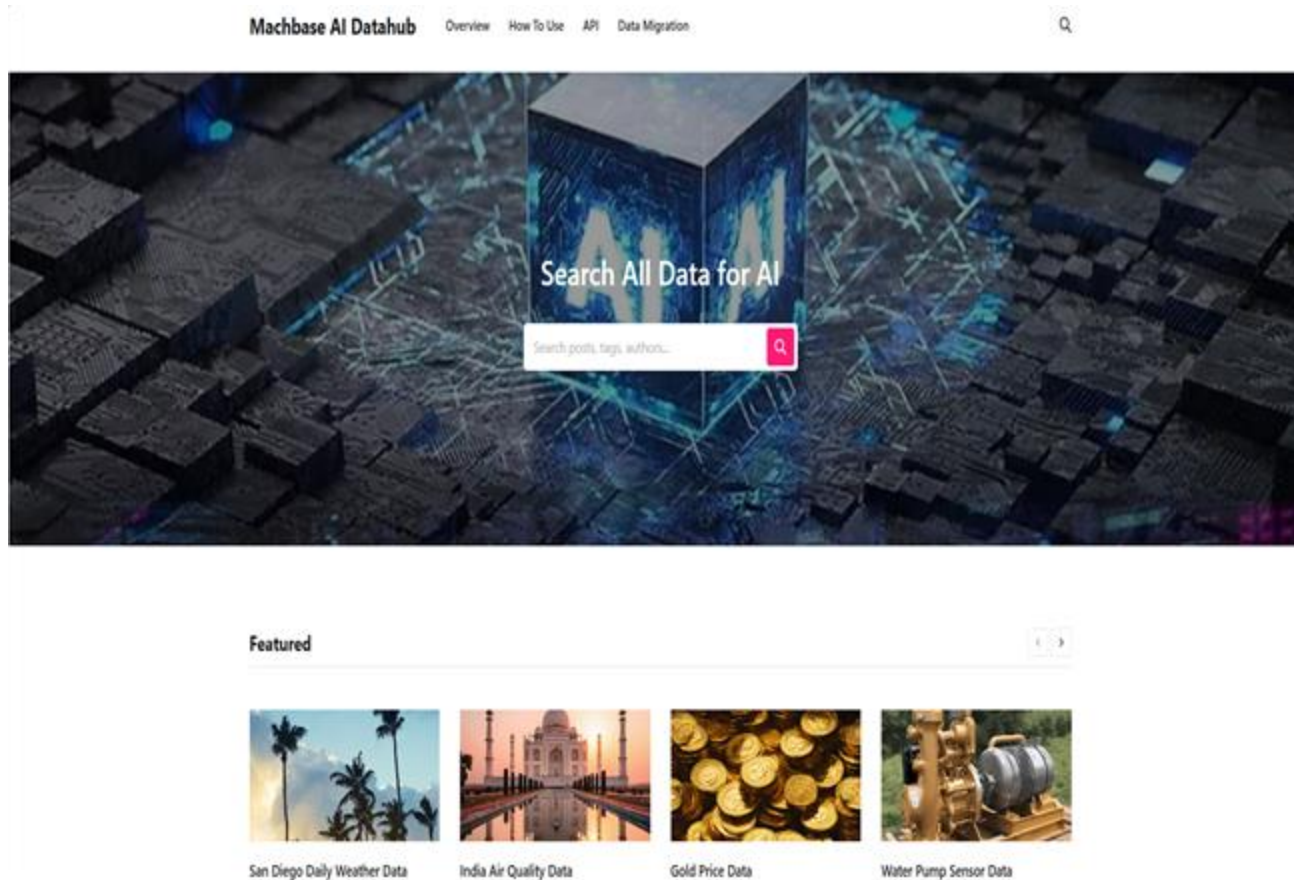 Machbase AI Datahub Overview How To Use API Data Migration
AI AI
Search All Data for AI
Search posts, tags, authors...
Featured
San Diego Daily Weather Data India Air Quality Data Gold Price Data Water Pump Sensor Data